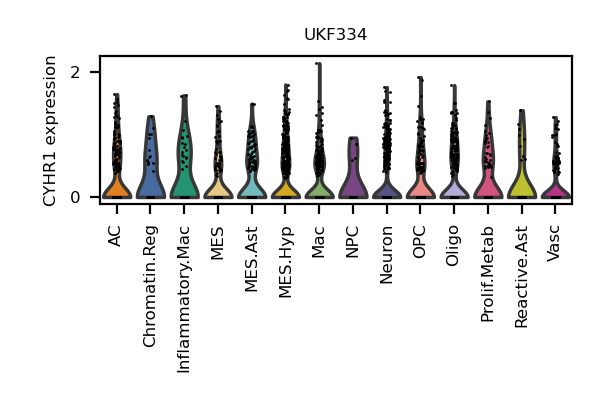 UKF334
CYHR1 expression
2
0
AC
Chromatin.Reg
Inflammatory.Mac
MES
MES.Ast
MES.Hyp
Mac
NPC
Neuron
OPC
Oligo
Prolif.Metab
Reactive.Ast
Vasc